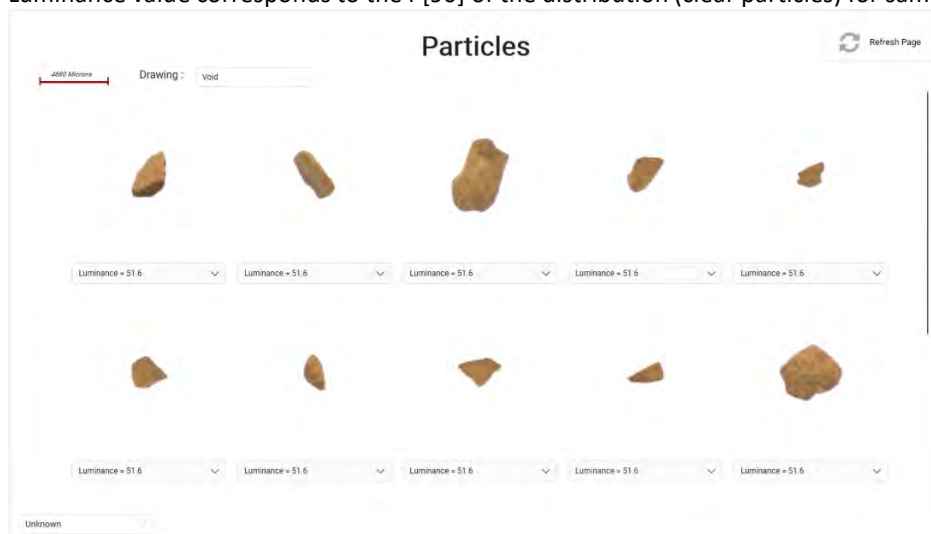 Particles
Refresh Page
4680 Microns
Drawing :
Void
Luminance = 51.6
Luminance = 51.6
Luminance = 51.6
Luminance = 51.6
Luminance = 51.6
Luminance = 51.6
Luminance = 51.6
Luminance = 51.6
Luminance = 51.6
Luminance = 51.6
Unknown